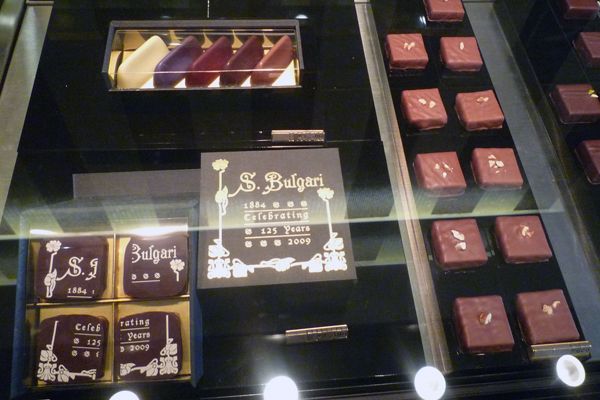 S. Bulgari
1884
Celebrating
125 Years
2009
S. B
Bulgari
1884
Celeb
125
rating
Years
2009